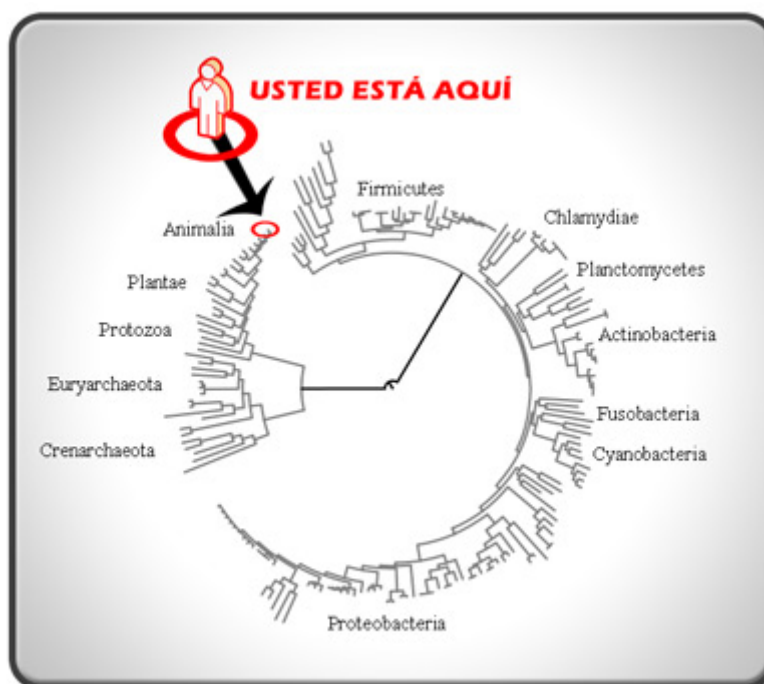 USTED ESTÁ AQUÍ
Firmicutes
Chlamydiae
Animalia
Planctomycetes
Plantae
Protozoa
Actinobacteria
Euryarchaeota
Fusobacteria
Crenarchaeota
Cyanobacteria
Proteobacteria